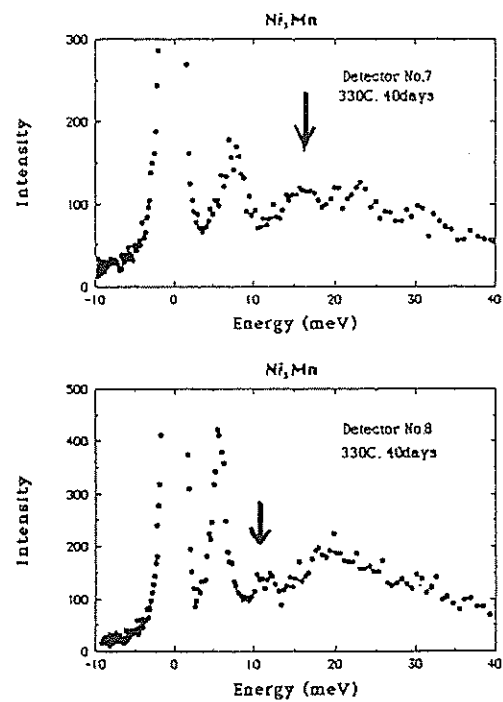 Ni₃Mn
300
200
100
0
Intensity
Detector No.7
330C. 40days
-10
0
10
20
30
40
Energy (meV)
Ni₃Mn
500
400
300
200
100
0
Intensity
Detector No.8
330C. 40days
-10
0
10
20
30
40
Energy (meV)